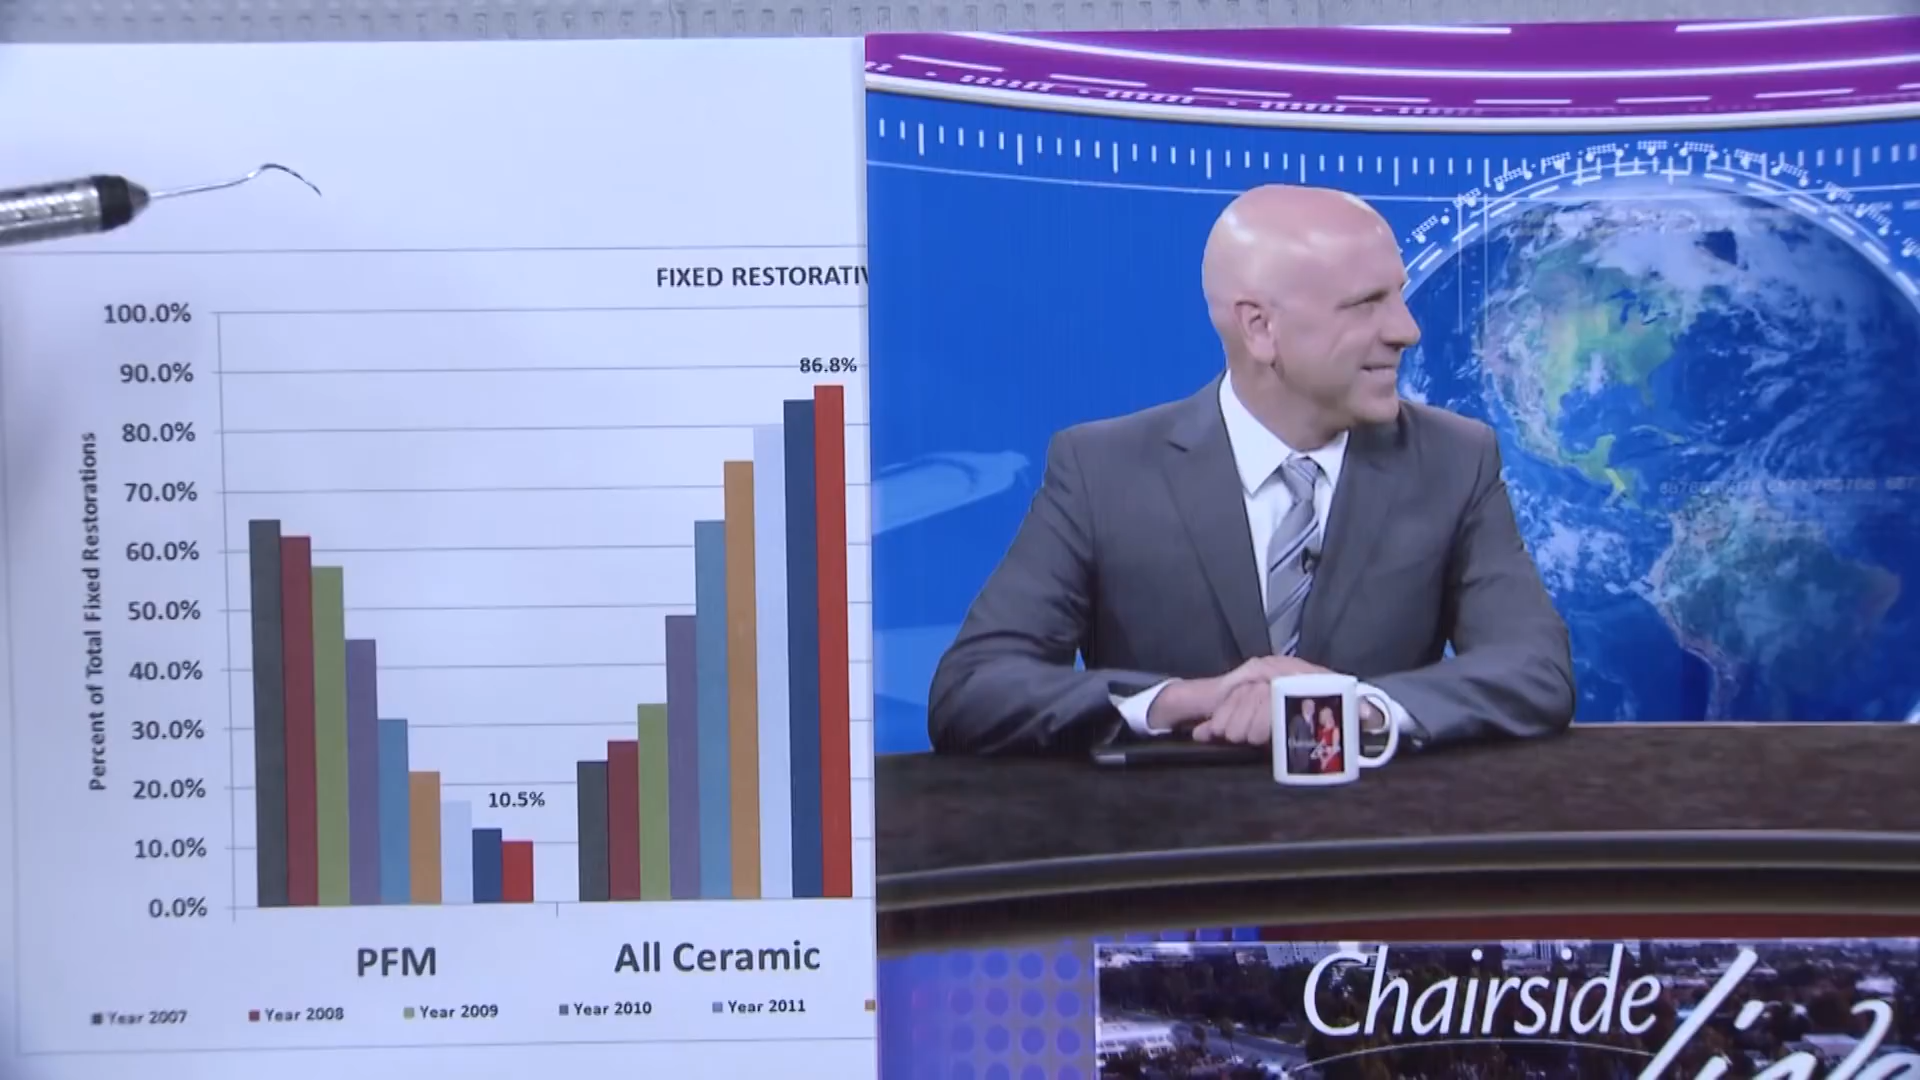 FIXED RESTORATIV
100.0%
90.0%
80.0%
70.0%
60.0%
50.0%
40.0%
30.0%
20.0%
10.0%
0.0%
Percent of Total Fixed Restorations
86.8%
10.5%
PFM
All Ceramic
Year 2007
Year 2008
Year 2009
Year 2010
Year 2011
Chairside
Live